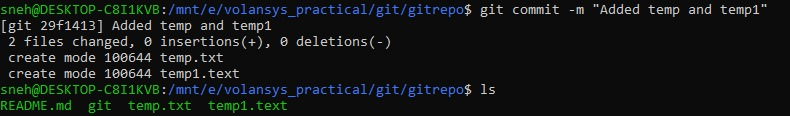 sneh@DESKTOP-C8I1KVB:/mnt/e/volansys_practical/git/gitrepo$ git commit -m "Added temp and temp1"
[git 29f1413] Added temp and temp1
 2 files changed, 0 insertions(+), 0 deletions(-)
 create mode 100644 temp.txt
 create mode 100644 temp1.text
sneh@DESKTOP-C8I1KVB:/mnt/e/volansys_practical/git/gitrepo$ ls
README.md  git  temp.txt  temp1.text